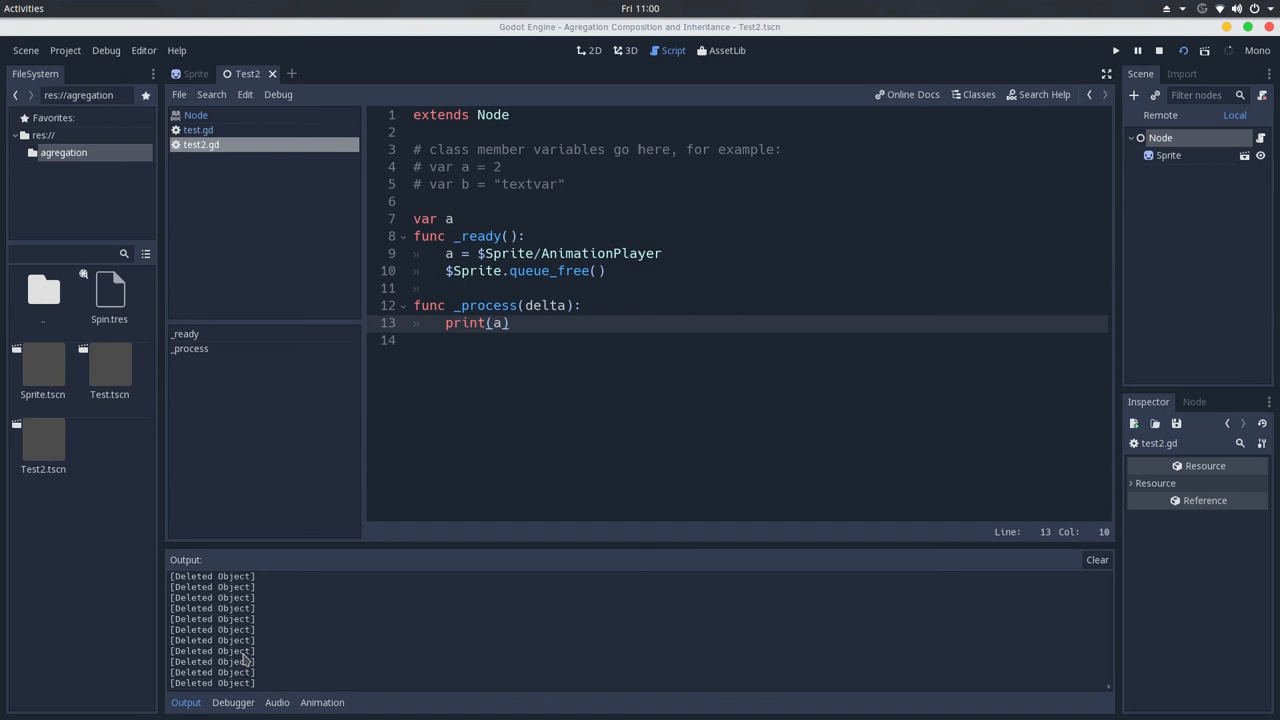 Activities
Fri 11:00
Godot Engine - Agregation Composition and Inheritance - Test2.tscn
Scene Project Debug Editor Help
2D 3D Script AssetLib
Mono
FileSystem
Sprite Test2
Scene Import
res://agregation
File Search Edit Debug
Online Docs Classes Search Help
Filter nodes
Favorites:
res://
agregation
Node
test.gd
test2.gd
Remote Local
Node
Sprite
1 extends Node
2
3 # class member variables go here, for example:
4 # var a = 2
5 # var b = "textvar"
6
7 var a
8 func _ready():
9 a = $Sprite/AnimationPlayer
10 $Sprite.queue_free()
11
12 func _process(delta):
13 print(a)
14
..
Spin.tres
Sprite.tscn
Test.tscn
Test2.tscn
_ready
_process
Line: 13 Col: 10
Inspector Node
test2.gd
Resource
Resource
Reference
Output:
Clear
[Deleted Object]
[Deleted Object]
[Deleted Object]
[Deleted Object]
[Deleted Object]
[Deleted Object]
[Deleted Object]
[Deleted Object]
[Deleted Object]
[Deleted Object]
[Deleted Object]
Output Debugger Audio Animation